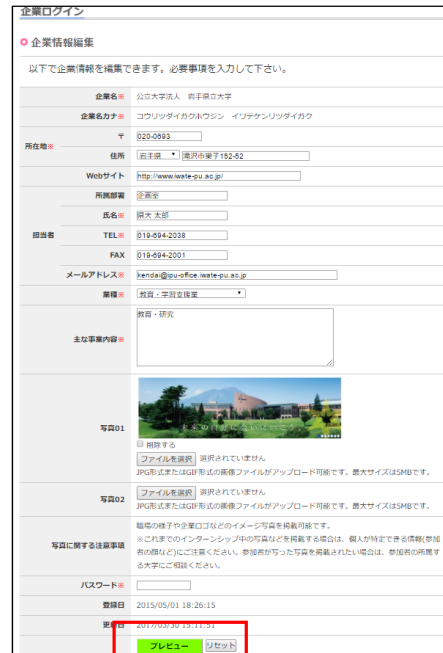 企業ログイン
企業情報編集
以下で企業情報を編集できます。必要事項を入力して下さい。
企業名※ 公立大学法人 岩手県立大学
企業名カナ※ コウリツダイガクホウジン イワテケンリツダイガク
所在地※
〒 020-0693
住所 岩手県 滝沢市巣子152-52
Webサイト http://www.iwate-pu.ac.jp/
担当者
所属部署 企画室
氏名※ 県大 太郎
TEL※ 019-694-2038
FAX 019-694-2001
メールアドレス※ kendai@ipu-office.iwate-pu.ac.jp
業種※ 教育・学習支援業
主な事業内容※ 教育・研究
写真01
未来の自分に会いにいこう
削除する
ファイルを選択 選択されていません
JPG形式またはGIF形式の画像ファイルがアップロード可能です。最大サイズは5MBです。
写真02
ファイルを選択 選択されていません
JPG形式またはGIF形式の画像ファイルがアップロード可能です。最大サイズは5MBです。
写真に関する注意事項
職場の様子や企業ロゴなどのイメージ写真を掲載可能です。
※これまでのインターンシップ中の写真などを掲載する場合は、個人が特定できる情報(参加
者の顔など)にご注意ください。参加者が写った写真を掲載されたい場合は、参加者の所属す
る大学にご相談ください。
パスワード※
登録日 2015/05/01 18:26:15
更新日 2017/03/30 15:11:51
プレビュー リセット